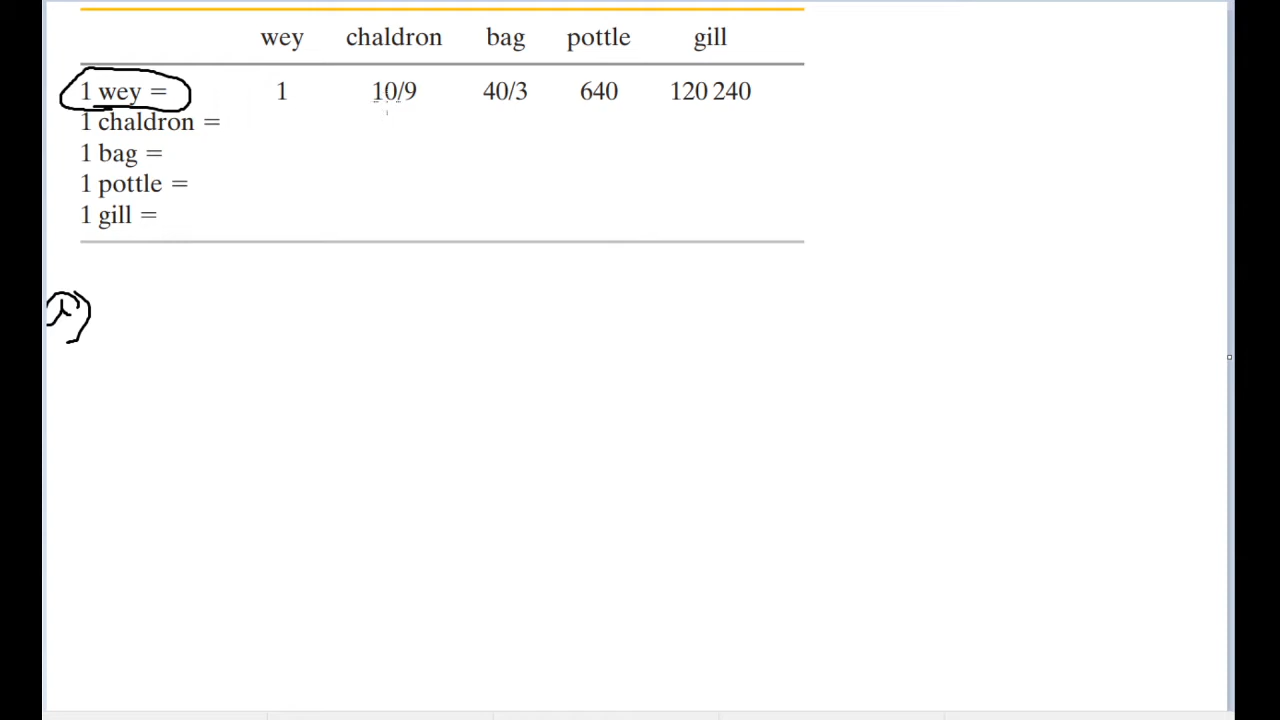 wey chaldron bag pottle gill
1 wey = 1 10/9 40/3 640 120 240
1 chaldron =
1 bag =
1 pottle =
1 gill =